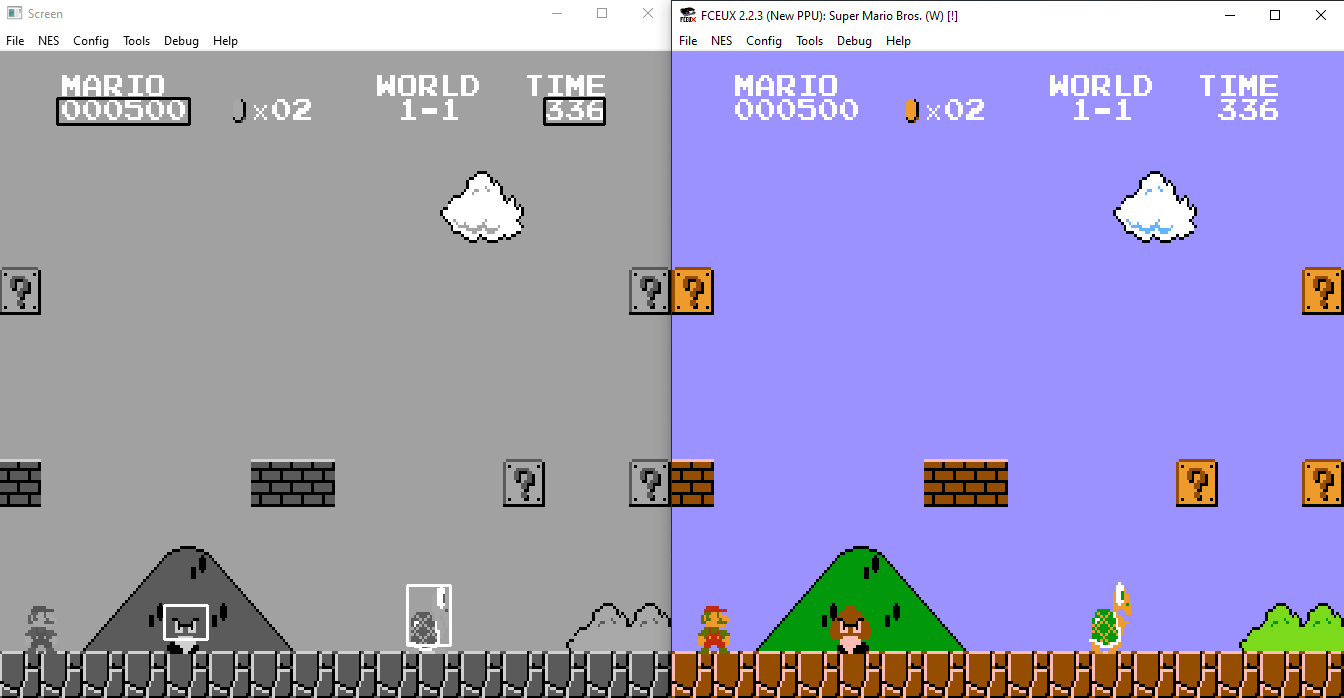 Screen
File NES Config Tools Debug Help
MARIO WORLD TIME
000500 x02 1-1 336
?
?
?
?
FCEUX 2.2.3 (New PPU): Super Mario Bros. (W) [!]
File NES Config Tools Debug Help
MARIO WORLD TIME
000500 x02 1-1 336
?
?
?
?